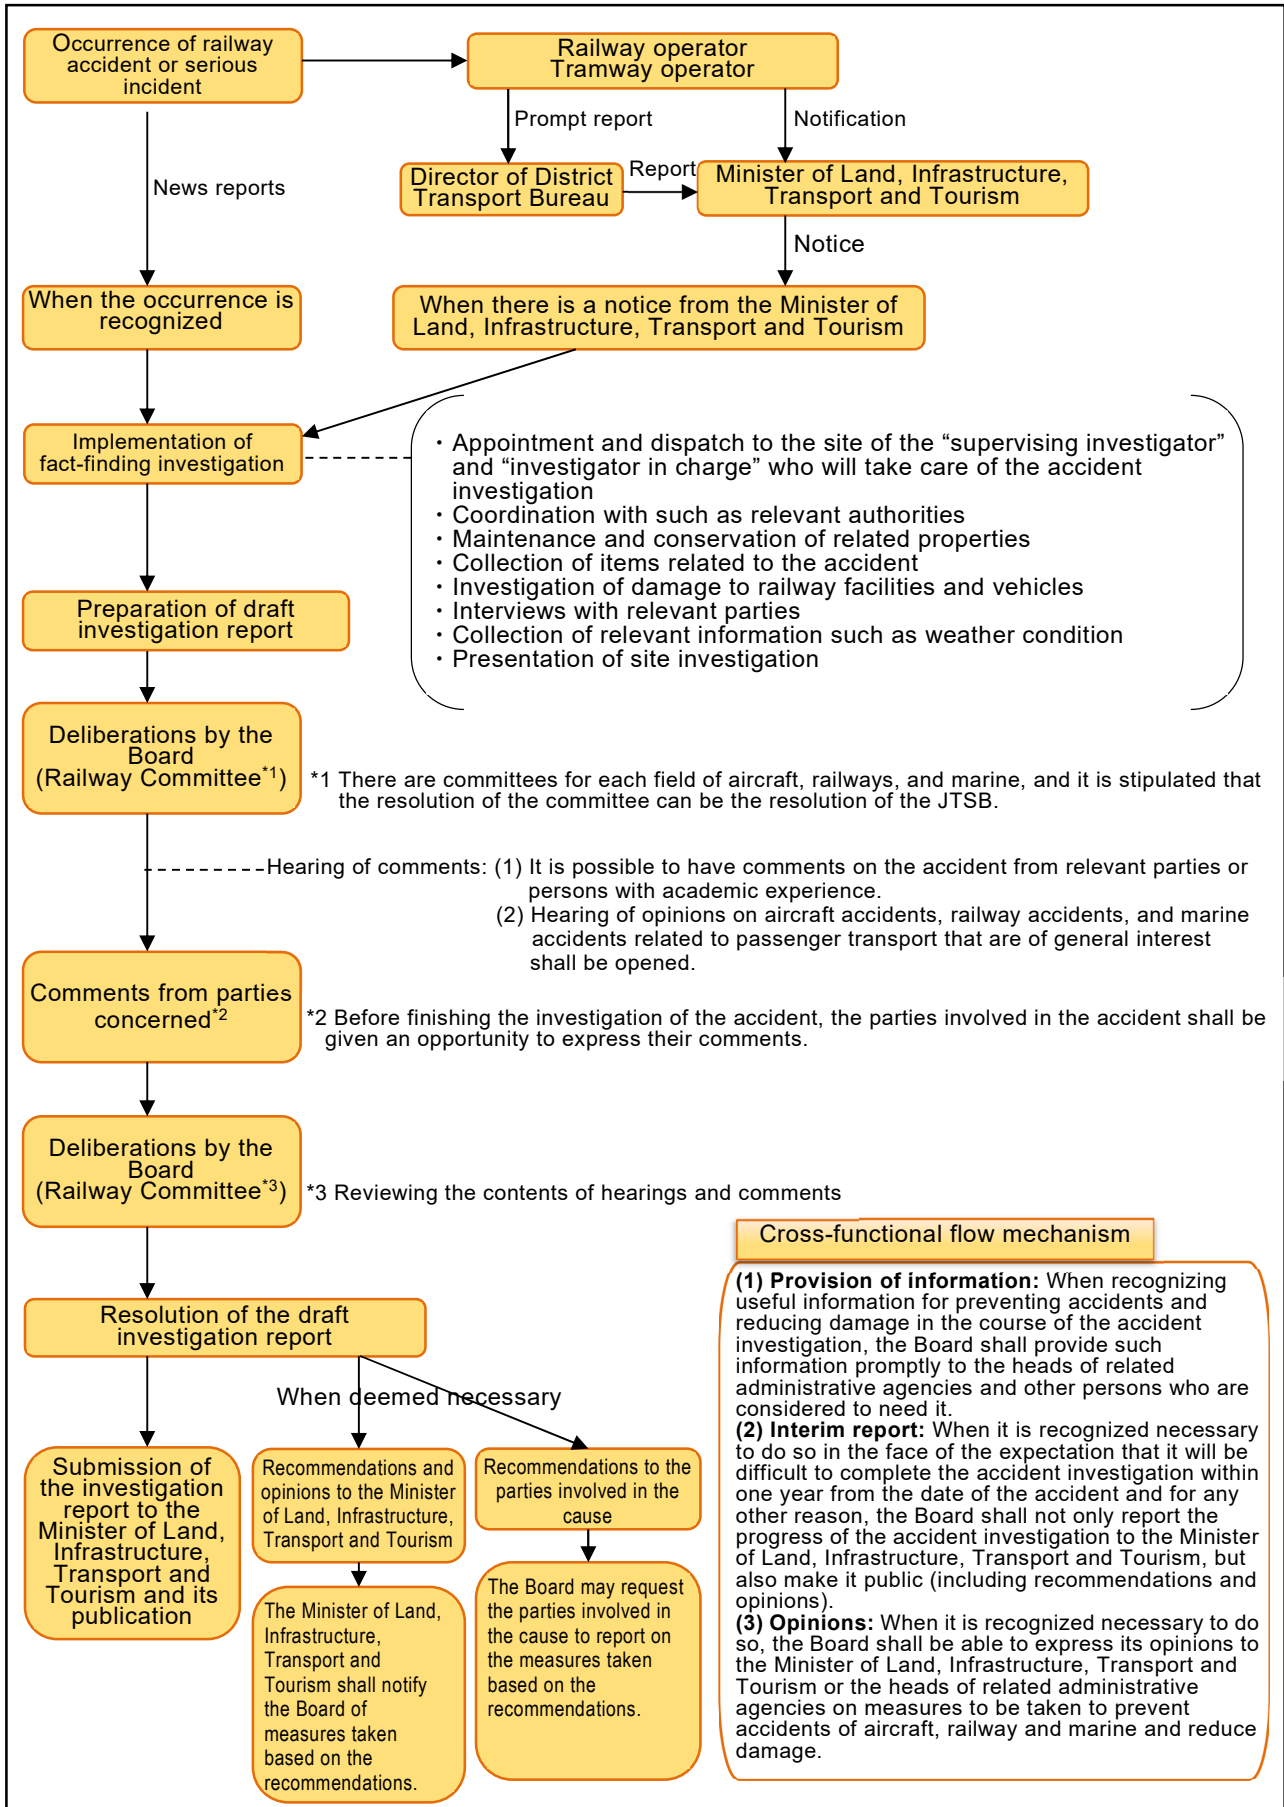 Occurrence of railway
accident or serious
incident
Railway operator
Tramway operator
Prompt report
Notification
News reports
Director of District
Transport Bureau
Report
Minister of Land, Infrastructure,
Transport and Tourism
Notice
When the occurrence is
recognized
When there is a notice from the Minister of
Land, Infrastructure, Transport and Tourism
Implementation of
fact-finding investigation
・Appointment and dispatch to the site of the “supervising investigator”
and “investigator in charge” who will take care of the accident
investigation
・Coordination with such as relevant authorities
・Maintenance and conservation of related properties
・Collection of items related to the accident
・Investigation of damage to railway facilities and vehicles
・Interviews with relevant parties
・Collection of relevant information such as weather condition
・Presentation of site investigation
Preparation of draft
investigation report
Deliberations by the
Board
(Railway Committee*1)
*1 There are committees for each field of aircraft, railways, and marine, and it is stipulated that
the resolution of the committee can be the resolution of the JTSB.
Hearing of comments: (1) It is possible to have comments on the accident from relevant parties or
persons with academic experience.
(2) Hearing of opinions on aircraft accidents, railway accidents, and marine
accidents related to passenger transport that are of general interest
shall be opened.
Comments from parties
concerned*2
*2 Before finishing the investigation of the accident, the parties involved in the accident shall be
given an opportunity to express their comments.
Deliberations by the
Board
(Railway Committee*3)
*3 Reviewing the contents of hearings and comments
Resolution of the draft
investigation report
When deemed necessary
Submission of
the investigation
report to the
Minister of Land,
Infrastructure,
Transport and
Tourism and its
publication
Recommendations and
opinions to the Minister
of Land, Infrastructure,
Transport and Tourism
Recommendations to the
parties involved in the
cause
The Minister of Land,
Infrastructure,
Transport and
Tourism shall notify
the Board of
measures taken
based on the
recommendations.
The Board may request
the parties involved in
the cause to report on
the measures taken
based on the
recommendations.
Cross-functional flow mechanism
(1) Provision of information: When recognizing
useful information for preventing accidents and
reducing damage in the course of the accident
investigation, the Board shall provide such
information promptly to the heads of related
administrative agencies and other persons who are
considered to need it.
(2) Interim report: When it is recognized necessary
to do so in the face of the expectation that it will be
difficult to complete the accident investigation within
one year from the date of the accident and for any
other reason, the Board shall not only report the
progress of the accident investigation to the Minister
of Land, Infrastructure, Transport and Tourism, but
also make it public (including recommendations and
opinions).
(3) Opinions: When it is recognized necessary to do
so, the Board shall be able to express its opinions to
the Minister of Land, Infrastructure, Transport and
Tourism or the heads of related administrative
agencies on measures to be taken to prevent
accidents of aircraft, railway and marine and reduce
damage.